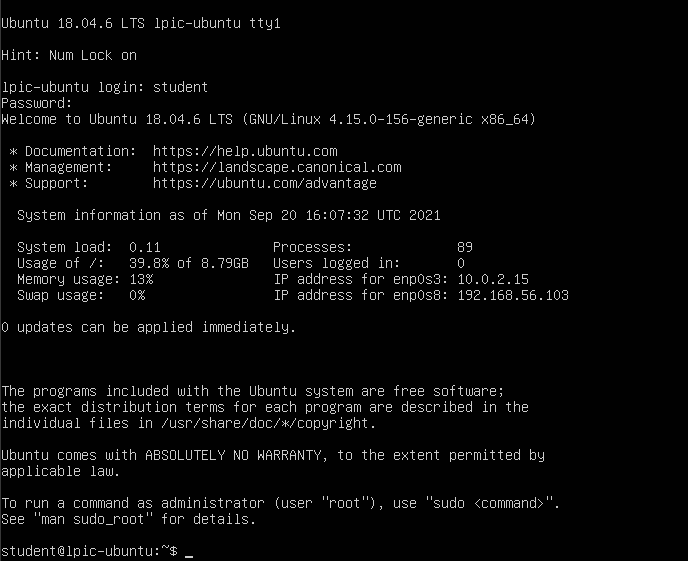 Ubuntu 18.04.6 LTS lpic-ubuntu tty1
Hint: Num Lock on
lpic-ubuntu login: student
Password:
Welcome to Ubuntu 18.04.6 LTS (GNU/Linux 4.15.0-156-generic x86_64)
* Documentation:  https://help.ubuntu.com
* Management:     https://landscape.canonical.com
* Support:        https://ubuntu.com/advantage
System information as of Mon Sep 20 16:07:32 UTC 2021
System load:  0.11              Processes:             89
Usage of /:   39.8% of 8.79GB   Users logged in:       0
Memory usage: 13%               IP address for enp0s3: 10.0.2.15
Swap usage:   0%                IP address for enp0s8: 192.168.56.103
0 updates can be applied immediately.
The programs included with the Ubuntu system are free software;
the exact distribution terms for each program are described in the
individual files in /usr/share/doc/*/copyright.
Ubuntu comes with ABSOLUTELY NO WARRANTY, to the extent permitted by
applicable law.
To run a command as administrator (user "root"), use "sudo <command>".
See "man sudo_root" for details.
student@lpic-ubuntu:~$ _